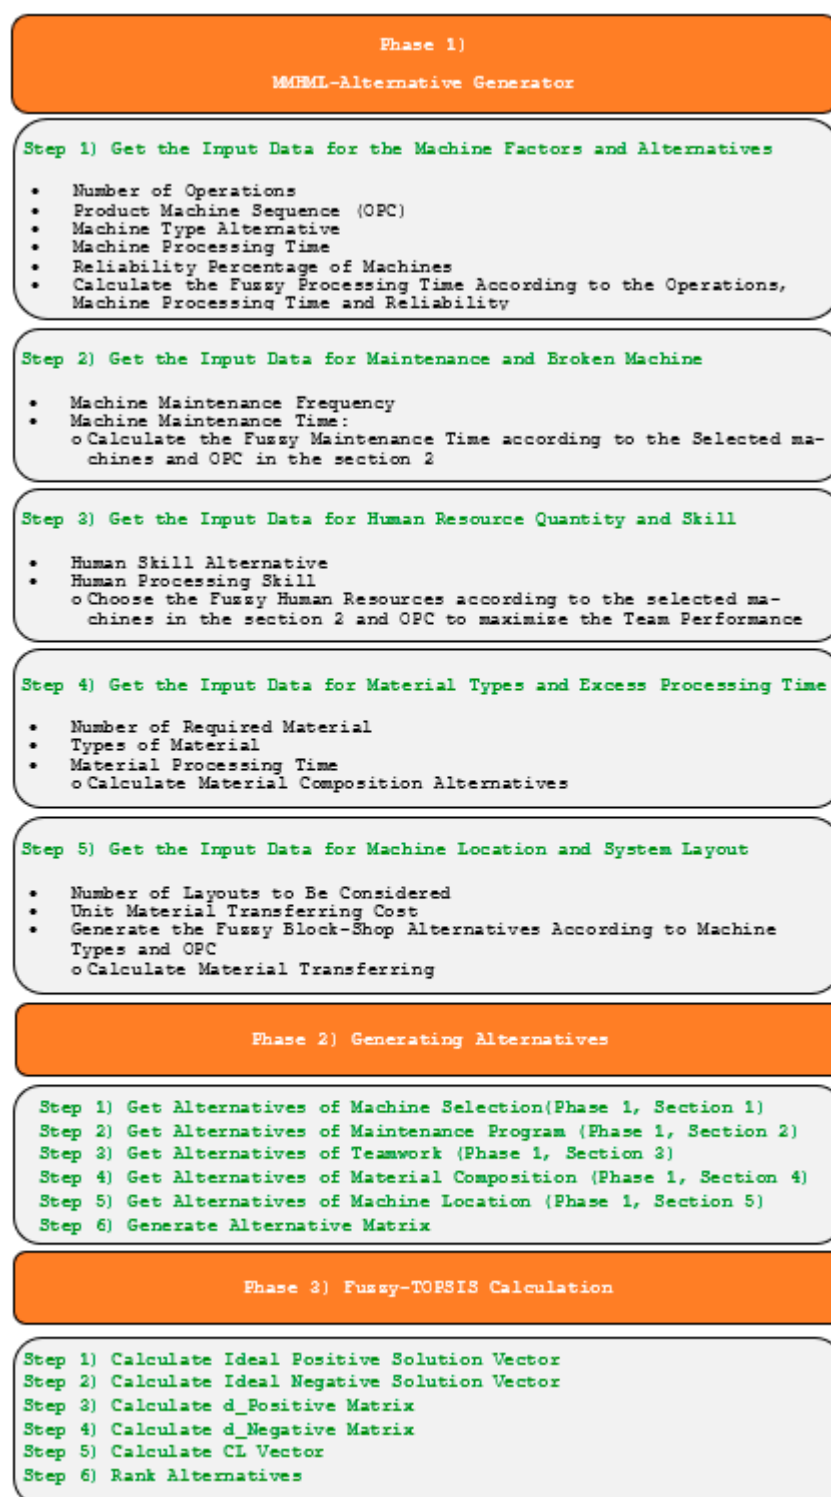 Phase 1)
MMHML-Alternative Generator
Step 1) Get the Input Data for the Machine Factors and Alternatives
• Number of Operations
• Product Machine Sequence (OPC)
• Machine Type Alternative
• Machine Processing Time
• Reliability Percentage of Machines
• Calculate the Fuzzy Processing Time According to the Operations,
Machine Processing Time and Reliability
Step 2) Get the Input Data for Maintenance and Broken Machine
• Machine Maintenance Frequency
• Machine Maintenance Time:
o Calculate the Fuzzy Maintenance Time according to the Selected ma-
chines and OPC in the section 2
Step 3) Get the Input Data for Human Resource Quantity and Skill
• Human Skill Alternative
• Human Processing Skill
o Choose the Fuzzy Human Resources according to the selected ma-
chines in the section 2 and OPC to maximize the Team Performance
Step 4) Get the Input Data for Material Types and Excess Processing Time
• Number of Required Material
• Types of Material
• Material Processing Time
o Calculate Material Composition Alternatives
Step 5) Get the Input Data for Machine Location and System Layout
• Number of Layouts to Be Considered
• Unit Material Transferring Cost
• Generate the Fuzzy Block-Shop Alternatives According to Machine
Types and OPC
o Calculate Material Transferring
Phase 2) Generating Alternatives
Step 1) Get Alternatives of Machine Selection(Phase 1, Section 1)
Step 2) Get Alternatives of Maintenance Program (Phase 1, Section 2)
Step 3) Get Alternatives of Teamwork (Phase 1, Section 3)
Step 4) Get Alternatives of Material Composition (Phase 1, Section 4)
Step 5) Get Alternatives of Machine Location (Phase 1, Section 5)
Step 6) Generate Alternative Matrix
Phase 3) Fuzzy-TOPSIS Calculation
Step 1) Calculate Ideal Positive Solution Vector
Step 2) Calculate Ideal Negative Solution Vector
Step 3) Calculate d_Positive Matrix
Step 4) Calculate d_Negative Matrix
Step 5) Calculate CL Vector
Step 6) Rank Alternatives